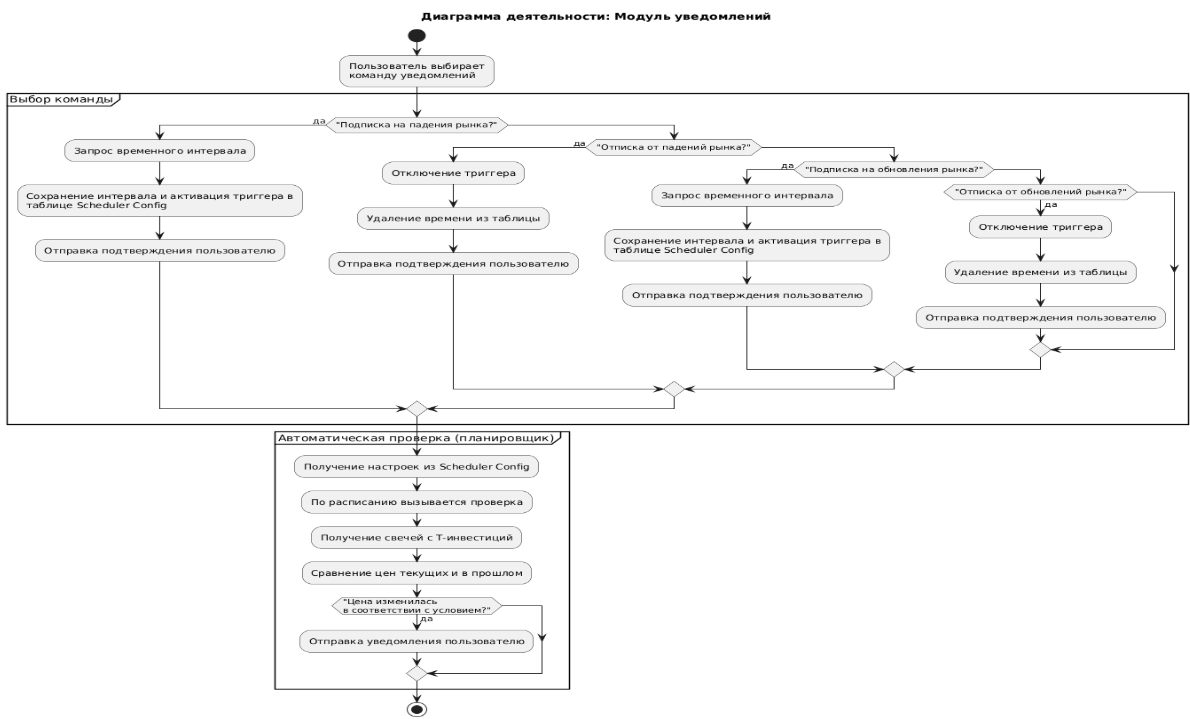 Диаграмма деятельности: Модуль уведомлений
Пользователь выбирает
команду уведомлений
Выбор команды
да
"Подписка на падения рынка?"
Запрос временного интервала
Сохранение интервала и активация триггера в
таблице Scheduler Config
Отправка подтверждения пользователю
да
"Отписка от падений рынка?"
Отключение триггера
Удаление времени из таблицы
Отправка подтверждения пользователю
да
"Подписка на обновления рынка?"
Запрос временного интервала
Сохранение интервала и активация триггера в
таблице Scheduler Config
Отправка подтверждения пользователю
"Отписка от обновлений рынка?"
да
Отключение триггера
Удаление времени из таблицы
Отправка подтверждения пользователю
Автоматическая проверка (планировщик)
Получение настроек из Scheduler Config
По расписанию вызывается проверка
Получение свечей с Т-инвестиций
Сравнение цен текущих и в прошлом
"Цена изменилась
в соответствии с условием?"
да
Отправка уведомления пользователю